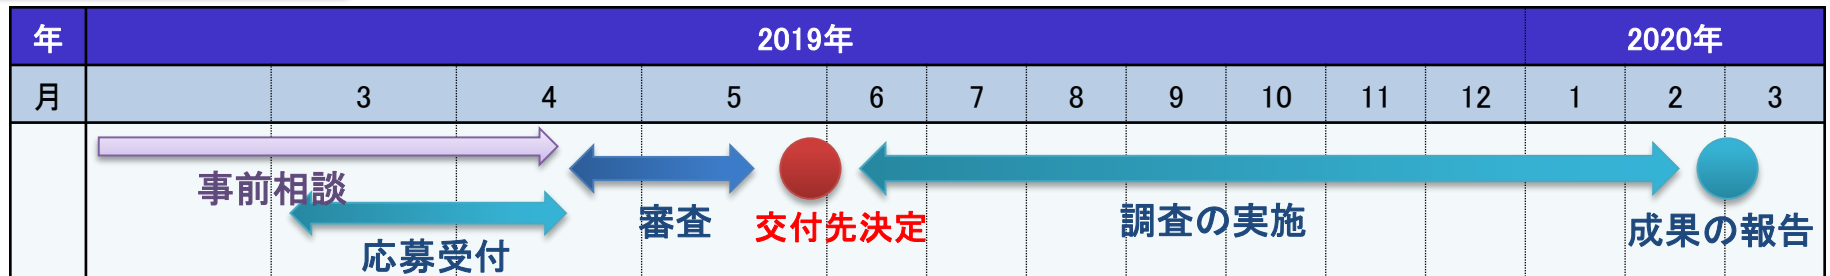 年 2019年 2020年
月 3 4 5 6 7 8 9 10 11 12 1 2 3
事前相談
審査
交付先決定
調査の実施
成果の報告
応募受付